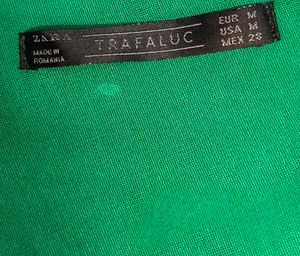 ZARA
MADE IN
ROMANIA
TRAFALUC
EUR M
USA M
MEX 28